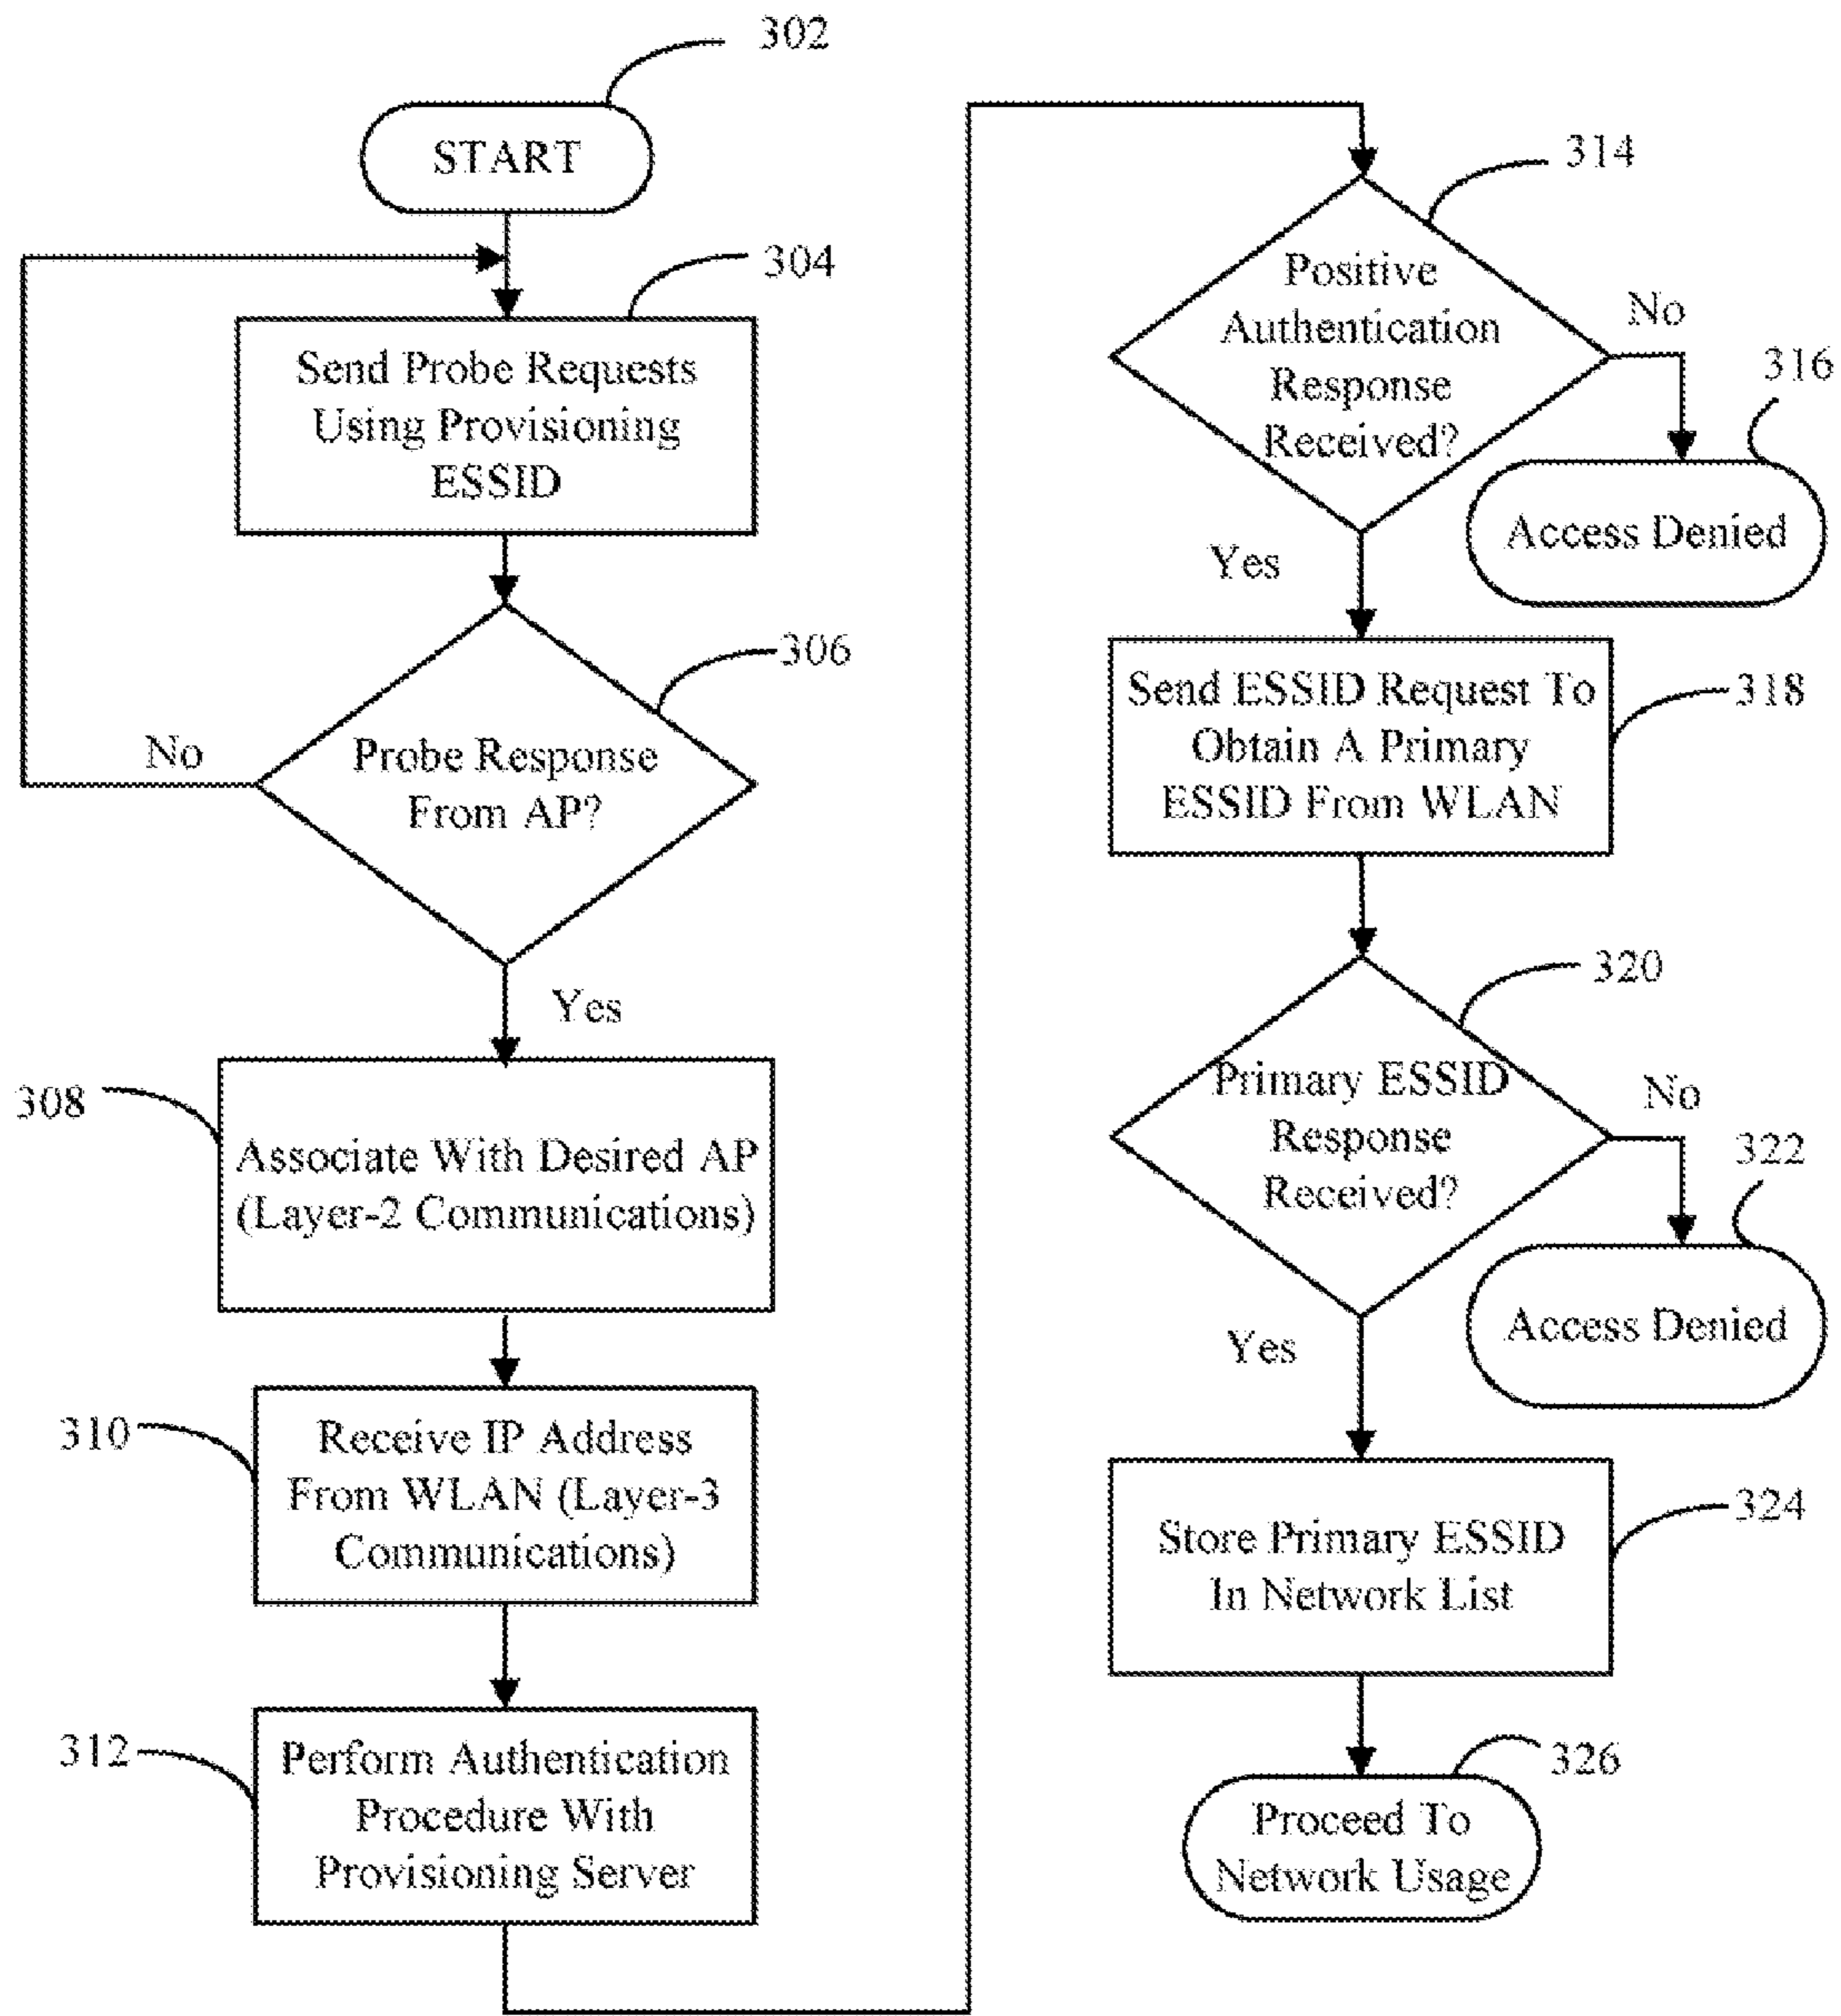 302
START
304
Send Probe Requests
Using Provisioning
ESSID
306
No
Probe Response
From AP?
Yes
308
Associate With Desired AP
(Layer-2 Communications)
310
Receive IP Address
From WLAN (Layer-3
Communications)
312
Perform Authentication
Procedure With
Provisioning Server
314
Positive
Authentication
Response
Received?
No
316
Access Denied
Yes
318
Send ESSID Request To
Obtain A Primary
ESSID From WLAN
320
Primary ESSID
Response
Received?
No
322
Access Denied
Yes
324
Store Primary ESSID
In Network List
326
Proceed To
Network Usage